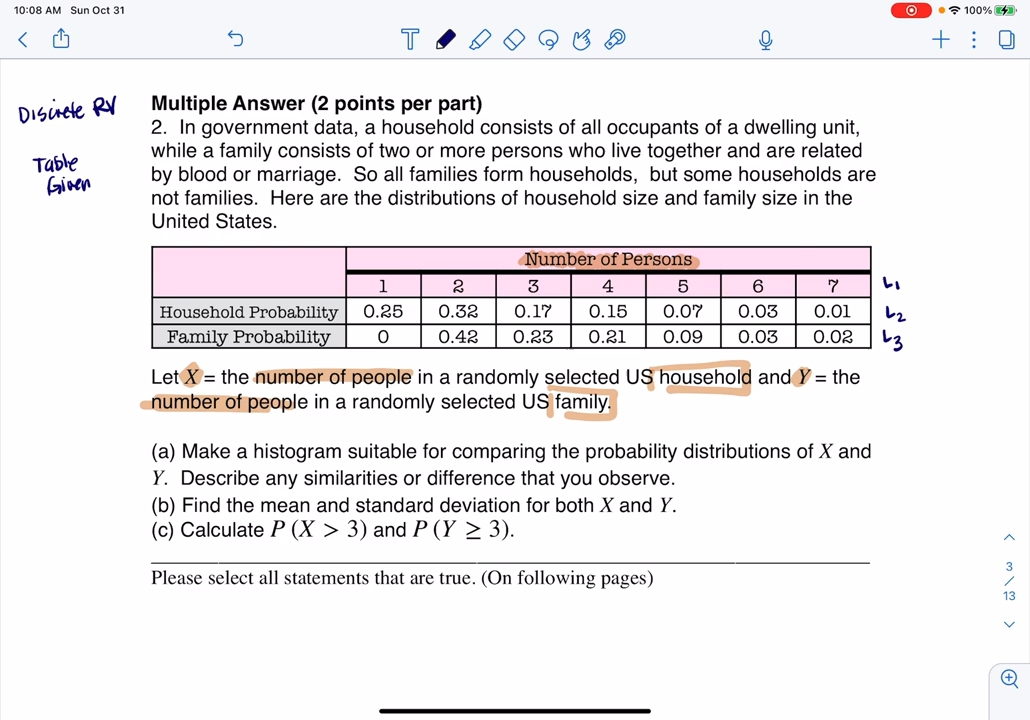 10:08 AM Sun Oct 31
100%
Discrete RV
Table
Given
Multiple Answer (2 points per part)
2. In government data, a household consists of all occupants of a dwelling unit,
while a family consists of two or more persons who live together and are related
by blood or marriage. So all families form households, but some households are
not families. Here are the distributions of household size and family size in the
United States.
Number of Persons
1 2 3 4 5 6 7 L1
Household Probability 0.25 0.32 0.17 0.15 0.07 0.03 0.01 L2
Family Probability 0 0.42 0.23 0.21 0.09 0.03 0.02 L3
Let X = the number of people in a randomly selected US household and Y = the
number of people in a randomly selected US family.
(a) Make a histogram suitable for comparing the probability distributions of X and
Y. Describe any similarities or difference that you observe.
(b) Find the mean and standard deviation for both X and Y.
(c) Calculate P (X > 3) and P (Y ≥ 3).
Please select all statements that are true. (On following pages)
3
/
13